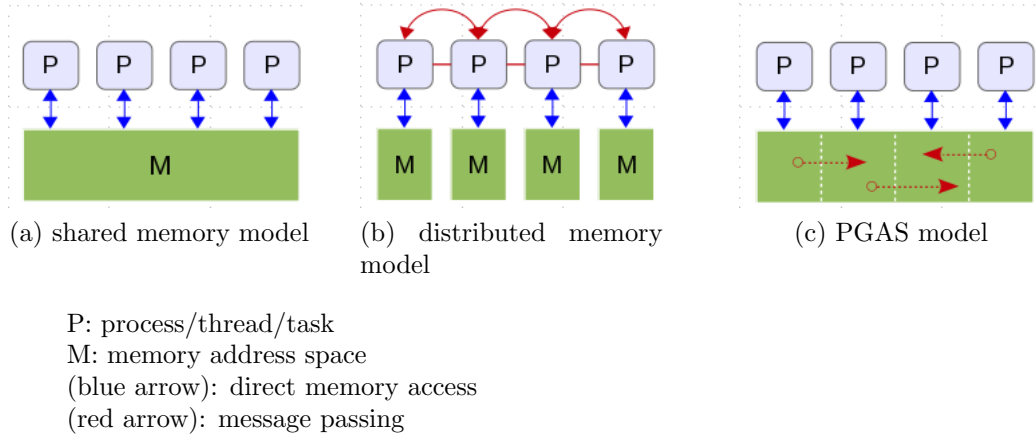 P P P P
M
P P P P
M M M M
P P P P
(a) shared memory model
(b) distributed memory
model
(c) PGAS model
P: process/thread/task
M: memory address space
(blue arrow): direct memory access
(red arrow): message passing